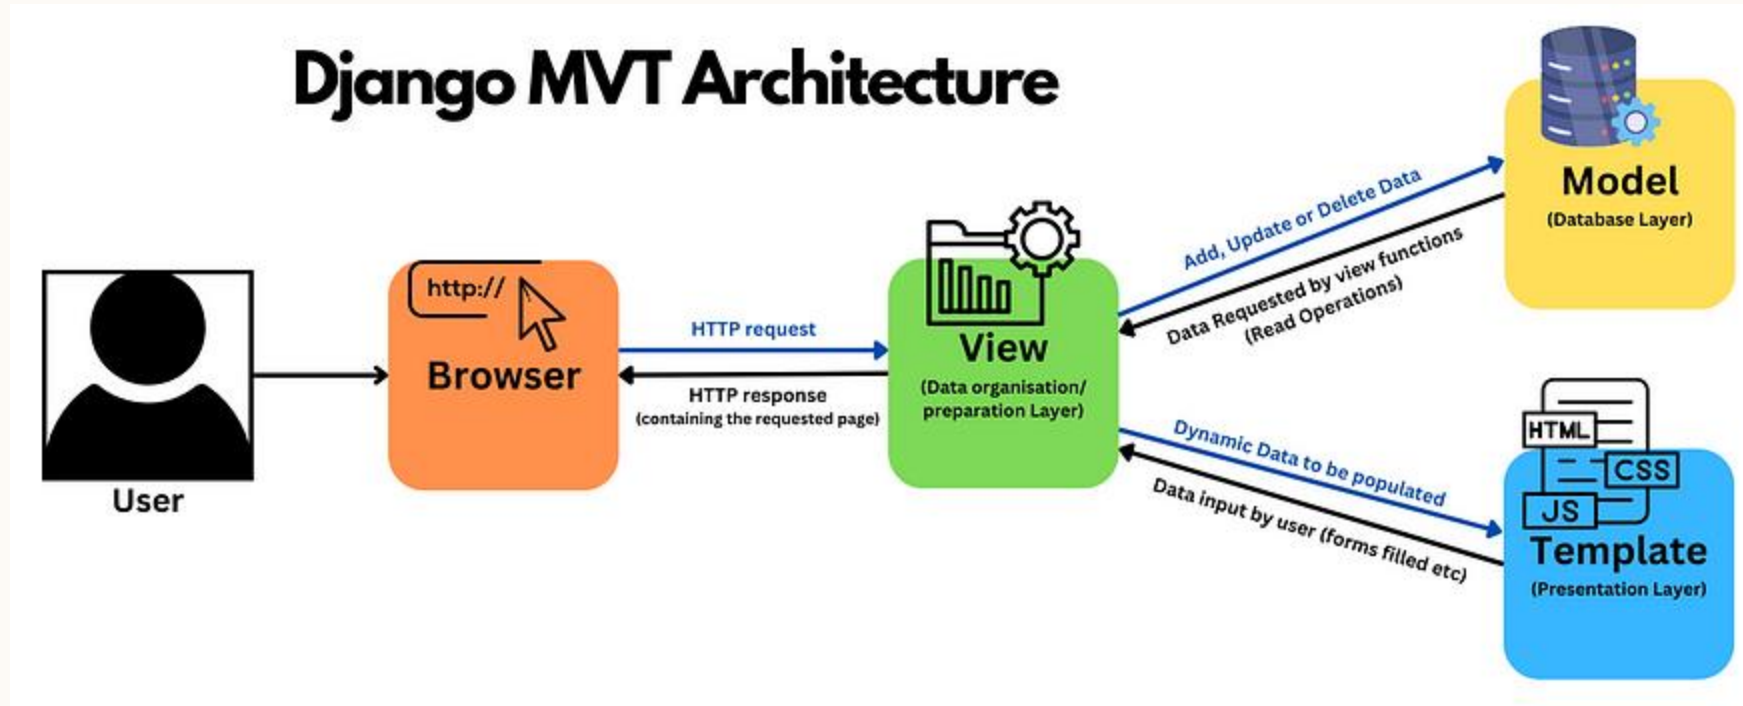 Django MVT Architecture
User
http://
Browser
HTTP request
HTTP response
(containing the requested page)
View
(Data organisation/
preparation Layer)
Add, Update or Delete Data
Data Requested by view functions
(Read Operations)
Model
(Database Layer)
Dynamic Data to be populated
Data input by user (forms filled etc)
HTML
CSS
JS
Template
(Presentation Layer)